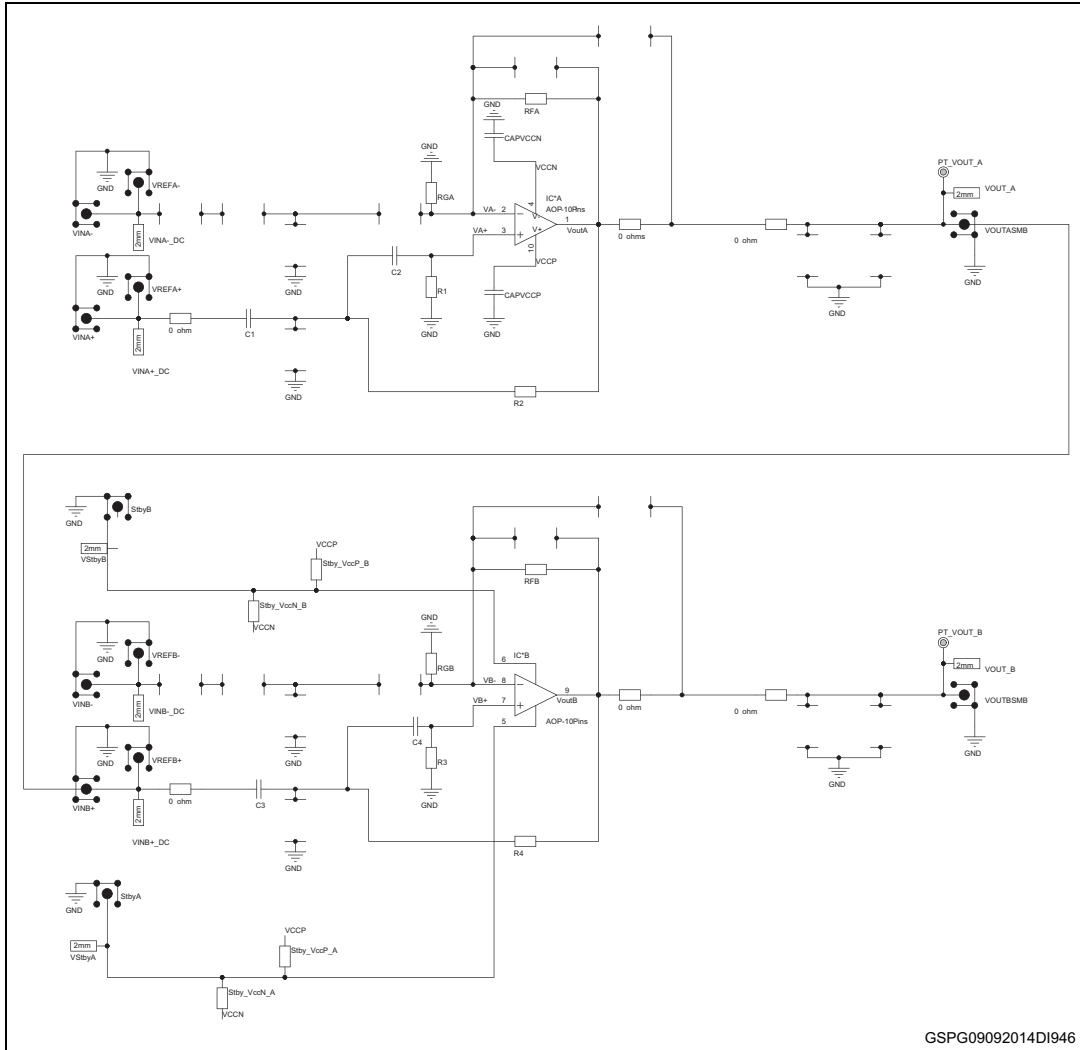 GND
RFA
GND
CAPVCCN
VCCN
GND
GND
VREFA-
RGA
VINA-
2mm
VINA-_DC
VA- 2
4
IC*A
AOP-10Pins
V-
1
VoutA
0 ohms
0 ohm
PT_VOUT_A
2mm
VOUT_A
VOUTASMB
GND
VA+ 3
V+
10
VCCP
GND
VREFA+
GND
C2
R1
CAPVCCP
GND
GND
GND
VINA+
2mm
0 ohm
C1
VINA+_DC
GND
R2
StbyB
GND
2mm
VStbyB
VCCP
Stby_VccP_B
Stby_VccN_B
VCCN
RFB
GND
GND
VREFB-
RGB
VINB-
2mm
VINB-_DC
6
IC*B
VB- 8
9
VoutB
VB+ 7
5
AOP-10Pins
0 ohm
0 ohm
PT_VOUT_B
2mm
VOUT_B
VOUTBSMB
GND
GND
VREFB+
GND
C4
R3
GND
GND
VINB+
2mm
0 ohm
C3
VINB+_DC
GND
R4
StbyA
GND
2mm
VStbyA
VCCP
Stby_VccP_A
Stby_VccN_A
VCCN
GSPG09092014DI946